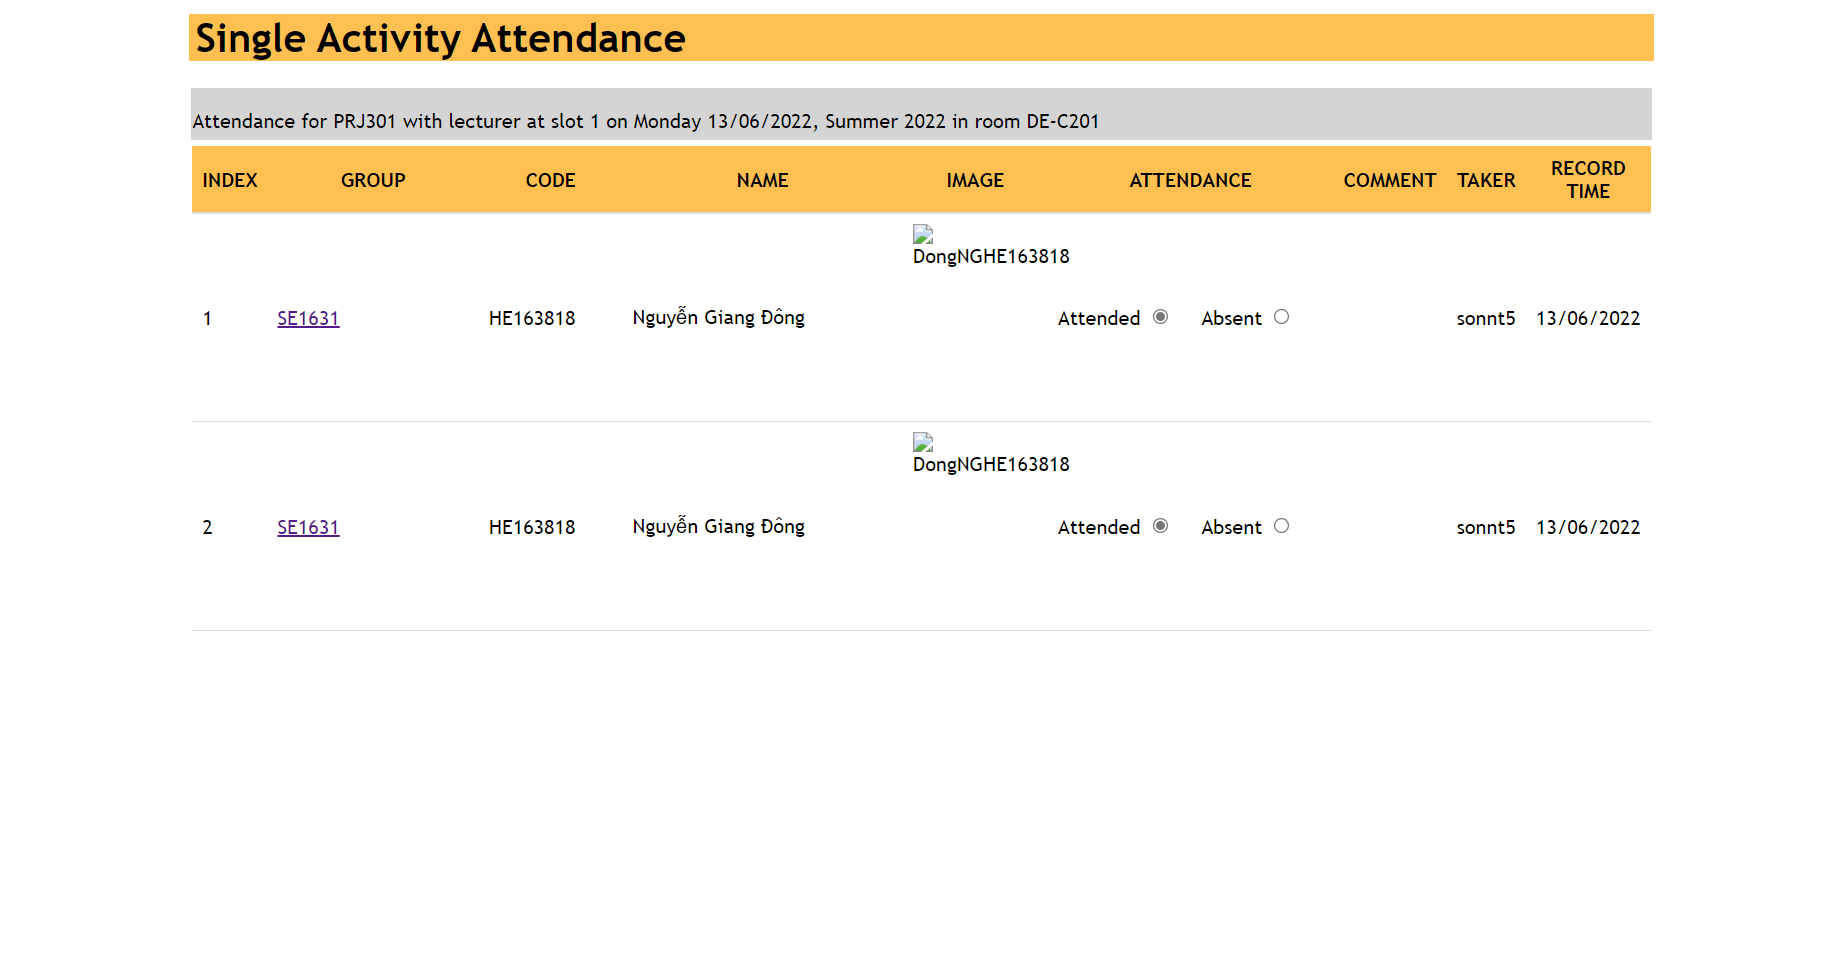 Single Activity Attendance
Attendance for PRJ301 with lecturer at slot 1 on Monday 13/06/2022, Summer 2022 in room DE-C201
INDEX GROUP CODE NAME IMAGE ATTENDANCE COMMENT TAKER RECORD TIME
DongNGHE163818
1 SE1631 HE163818 Nguyễn Giang Đông Attended Absent sonnt5 13/06/2022
DongNGHE163818
2 SE1631 HE163818 Nguyễn Giang Đông Attended Absent sonnt5 13/06/2022